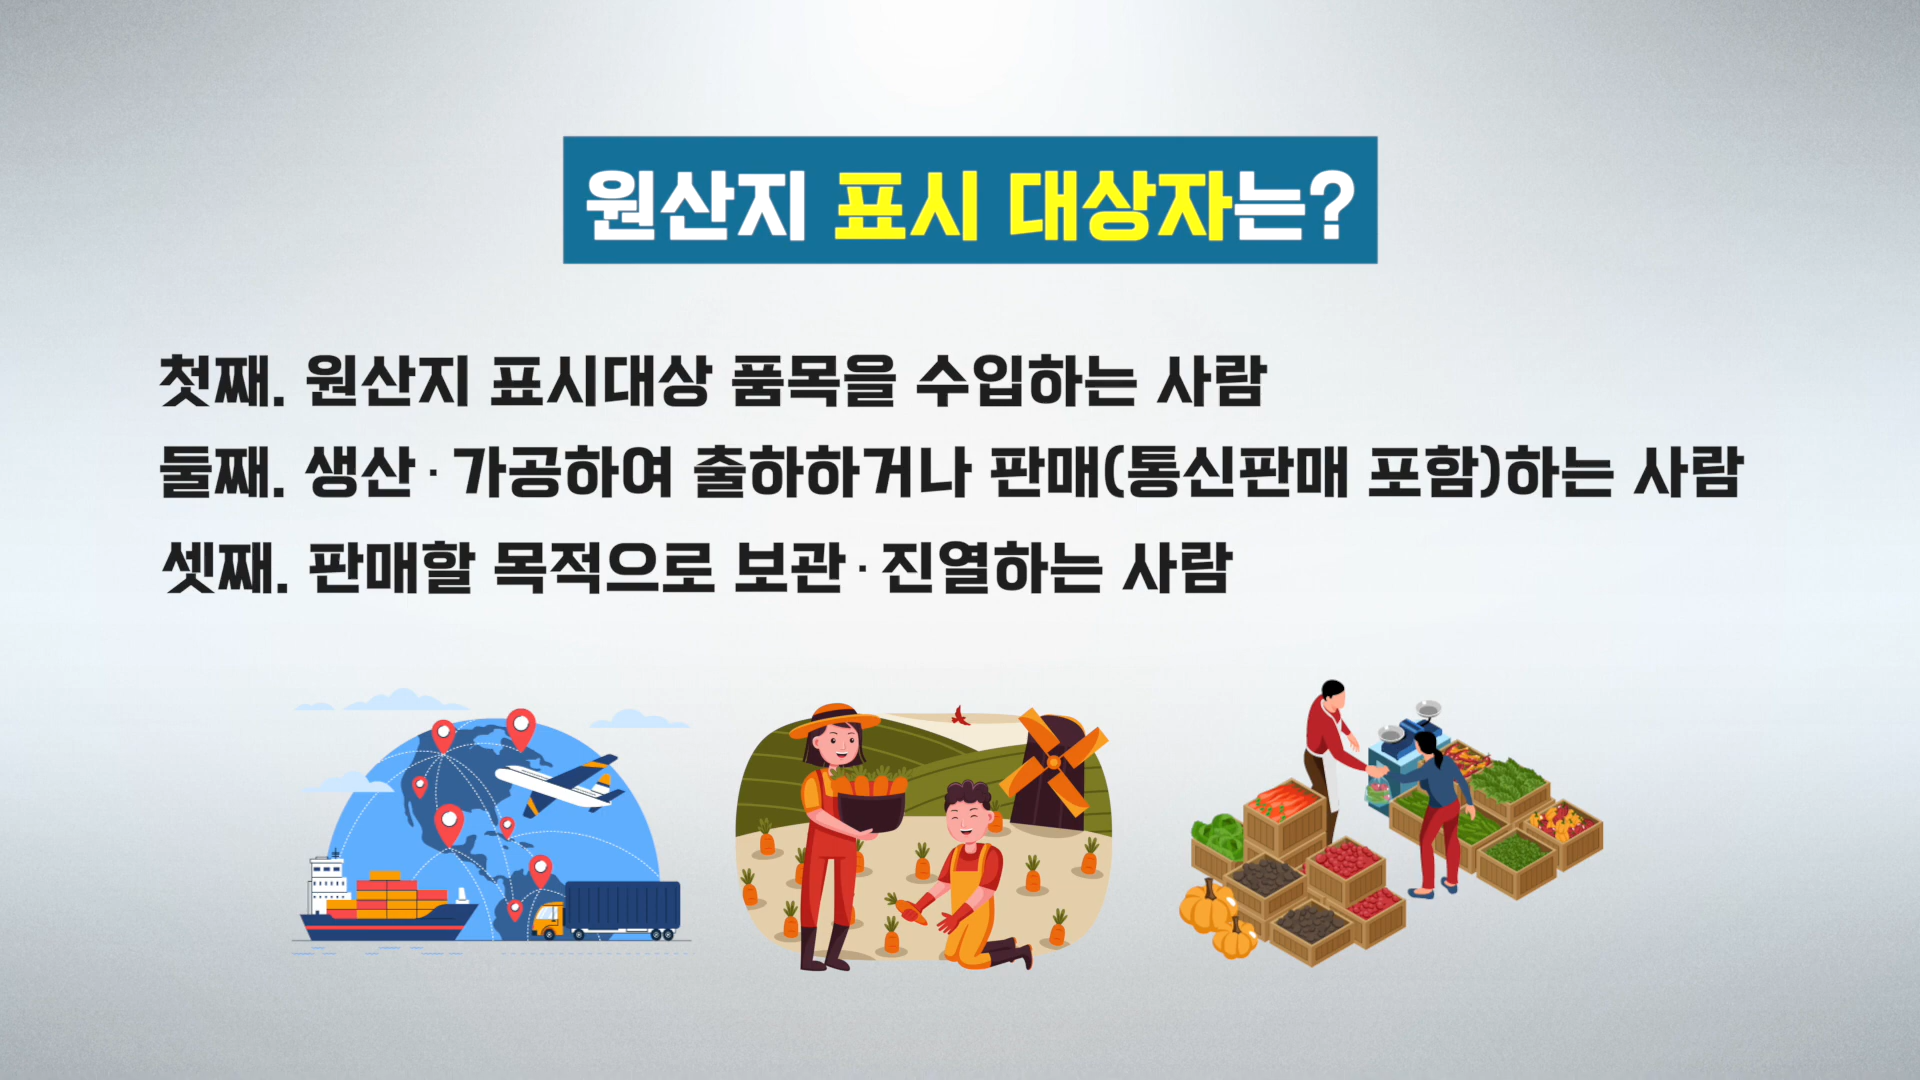 원산지 표시 대상자는?
첫째. 원산지 표시대상 품목을 수입하는 사람
둘째. 생산·가공하여 출하하거나 판매(통신판매 포함)하는 사람
셋째. 판매할 목적으로 보관·진열하는 사람